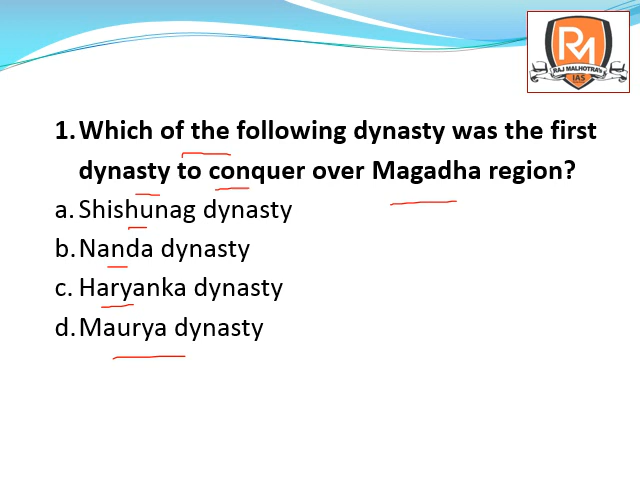 RM
RAJ MALHOTRA'S
IAS
1. Which of the following dynasty was the first
dynasty to conquer over Magadha region?
a. Shishunag dynasty
b. Nanda dynasty
c. Haryanka dynasty
d. Maurya dynasty